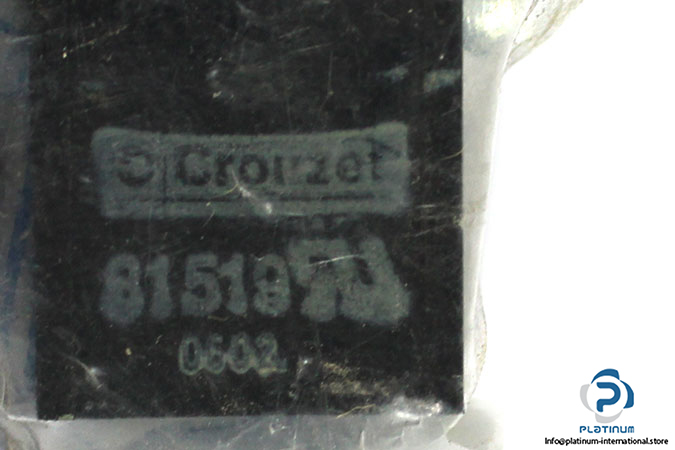 Crouzet
81519
0602
PLATINUM
Info@platinum-international.store